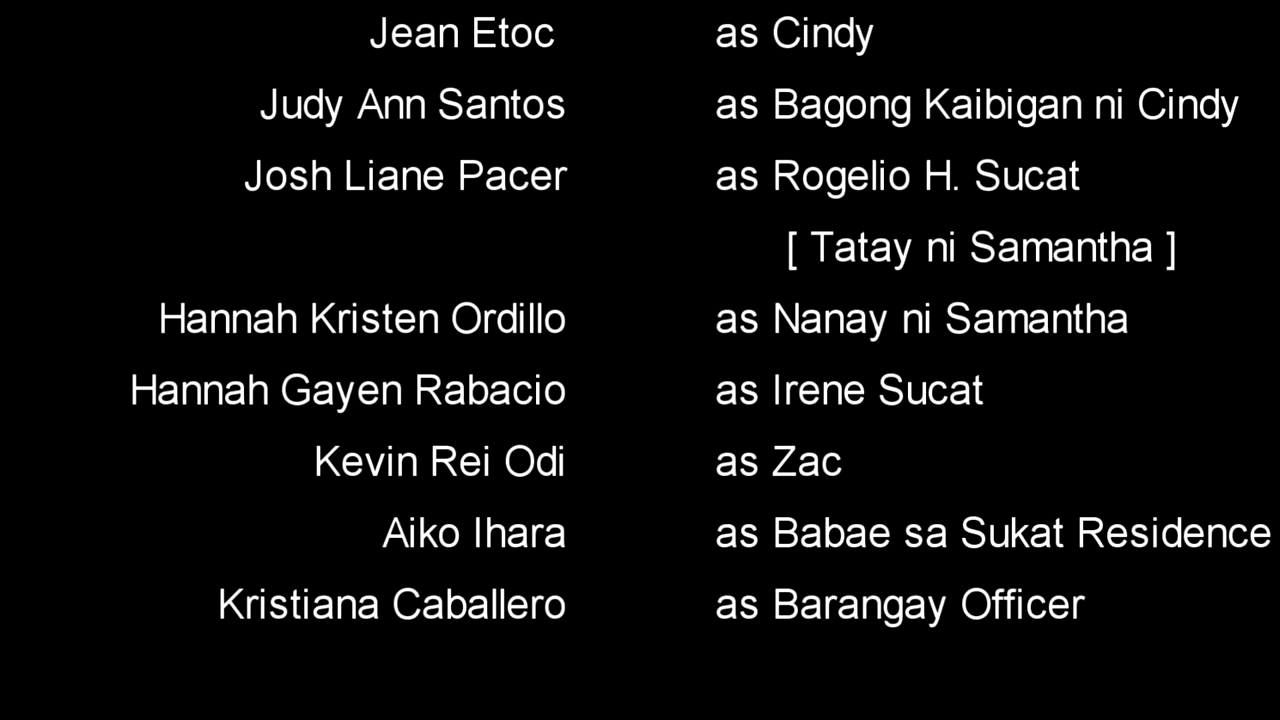 Jean Etoc as Cindy
Judy Ann Santos as Bagong Kaibigan ni Cindy
Josh Liane Pacer as Rogelio H. Sucat
[ Tatay ni Samantha ]
Hannah Kristen Ordillo as Nanay ni Samantha
Hannah Gayen Rabacio as Irene Sucat
Kevin Rei Odi as Zac
Aiko Ihara as Babae sa Sukat Residence
Kristiana Caballero as Barangay Officer